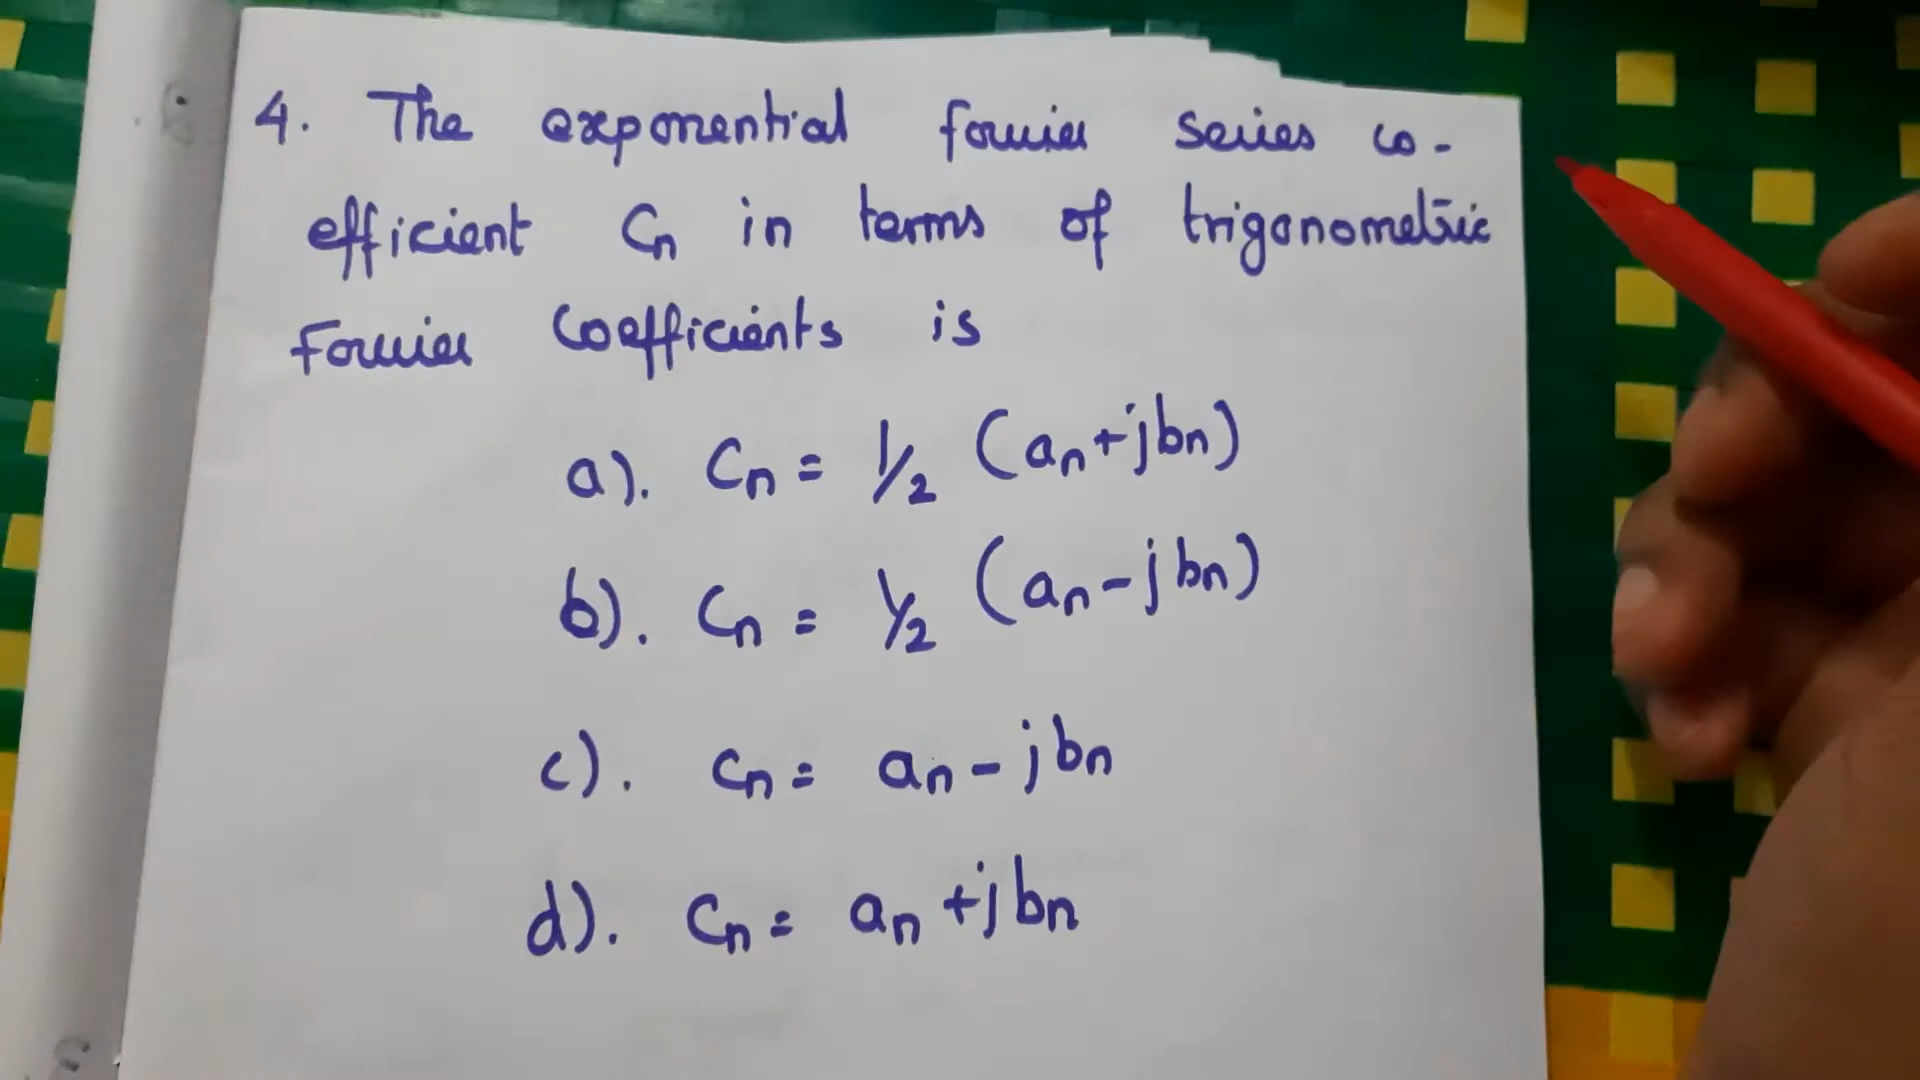 4. The exponential fourier series co-
efficient Cn in terms of trigonometric
Fourier Coefficients is
a). Cn = 1/2 (an+jbn)
b). Cn = 1/2 (an-jbn)
c). Cn = an-jbn
d). Cn = an+jbn